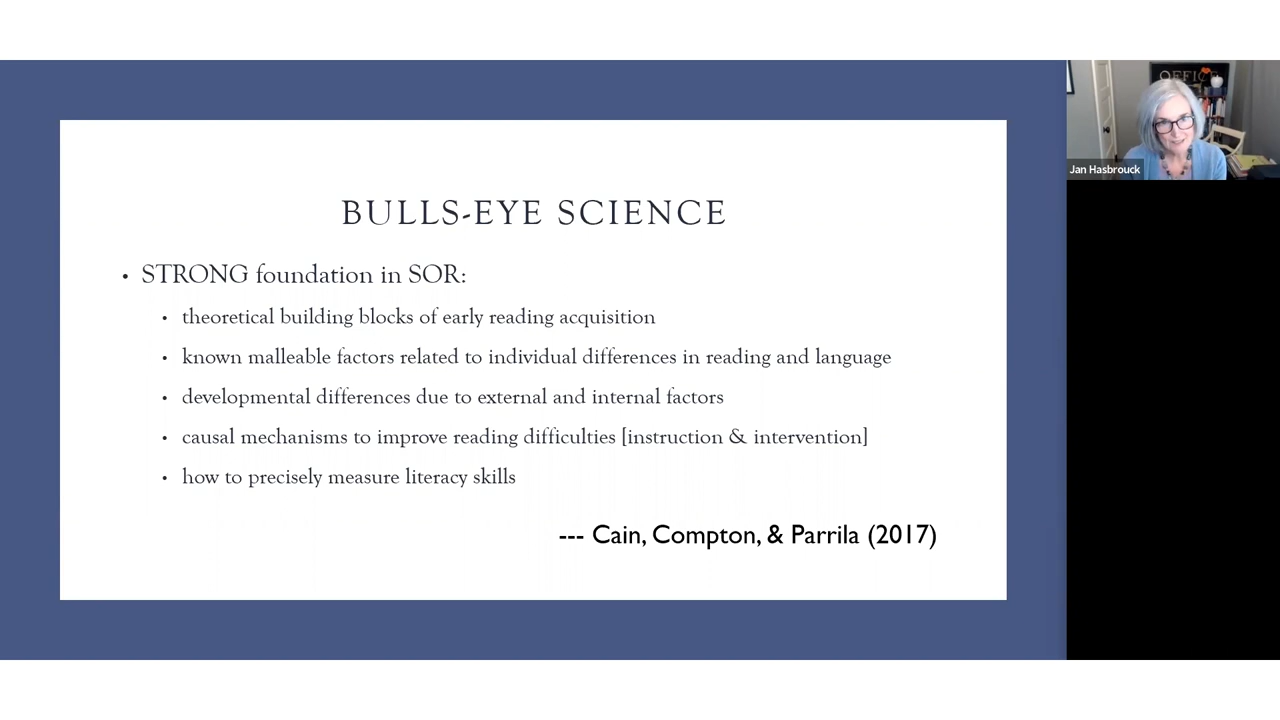 BULLS-EYE SCIENCE
• STRONG foundation in SOR:
• theoretical building blocks of early reading acquisition
• known malleable factors related to individual differences in reading and language
• developmental differences due to external and internal factors
• causal mechanisms to improve reading difficulties [instruction & intervention]
• how to precisely measure literacy skills
--- Cain, Compton, & Parrila (2017)
OFFICE
Jan Hasbrouck